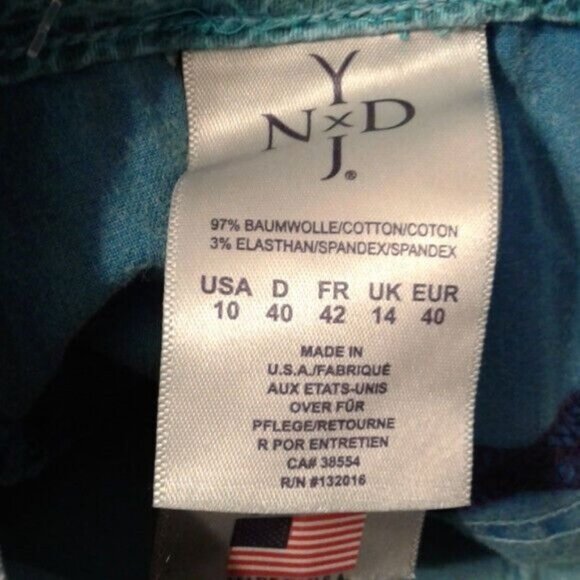 Y
N x D
J®
97% BAUMWOLLE/COTTON/COTON
3% ELASTHAN/SPANDEX/SPANDEX
USA D FR UK EUR
10 40 42 14 40
MADE IN
U.S.A./FABRIQUÉ
AUX ETATS-UNIS
OVER FÜR
PFLEGE/RETOURNE
R POR ENTRETIEN
CA# 38554
R/N #132016